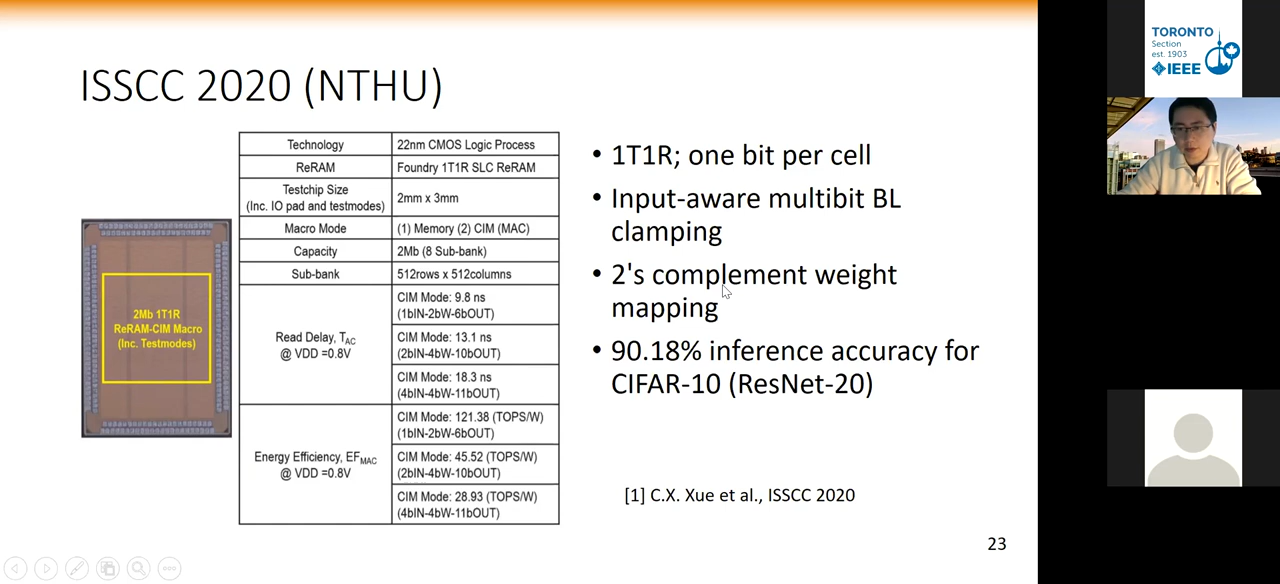 ISSCC 2020 (NTHU)
Technology 22nm CMOS Logic Process
ReRAM Foundry 1T1R SLC ReRAM
Testchip Size
(Inc. IO pad and testmodes) 2mm x 3mm
Macro Mode (1) Memory (2) CIM (MAC)
Capacity 2Mb (8 Sub-bank)
Sub-bank 512rows x 512columns
Read Delay, TAC
@ VDD =0.8V
CIM Mode: 9.8 ns
(1bIN-2bW-6bOUT)
CIM Mode: 13.1 ns
(2bIN-4bW-10bOUT)
CIM Mode: 18.3 ns
(4bIN-4bW-11bOUT)
Energy Efficiency, EFMAC
@ VDD =0.8V
CIM Mode: 121.38 (TOPS/W)
(1bIN-2bW-6bOUT)
CIM Mode: 45.52 (TOPS/W)
(2bIN-4bW-10bOUT)
CIM Mode: 28.93 (TOPS/W)
(4bIN-4bW-11bOUT)
2Mb 1T1R
ReRAM-CIM Macro
(Inc. Testmodes)
• 1T1R; one bit per cell
• Input-aware multibit BL
clamping
• 2's complement weight
mapping
• 90.18% inference accuracy for
CIFAR-10 (ResNet-20)
[1] C.X. Xue et al., ISSCC 2020
23
TORONTO
Section
est. 1903
IEEE